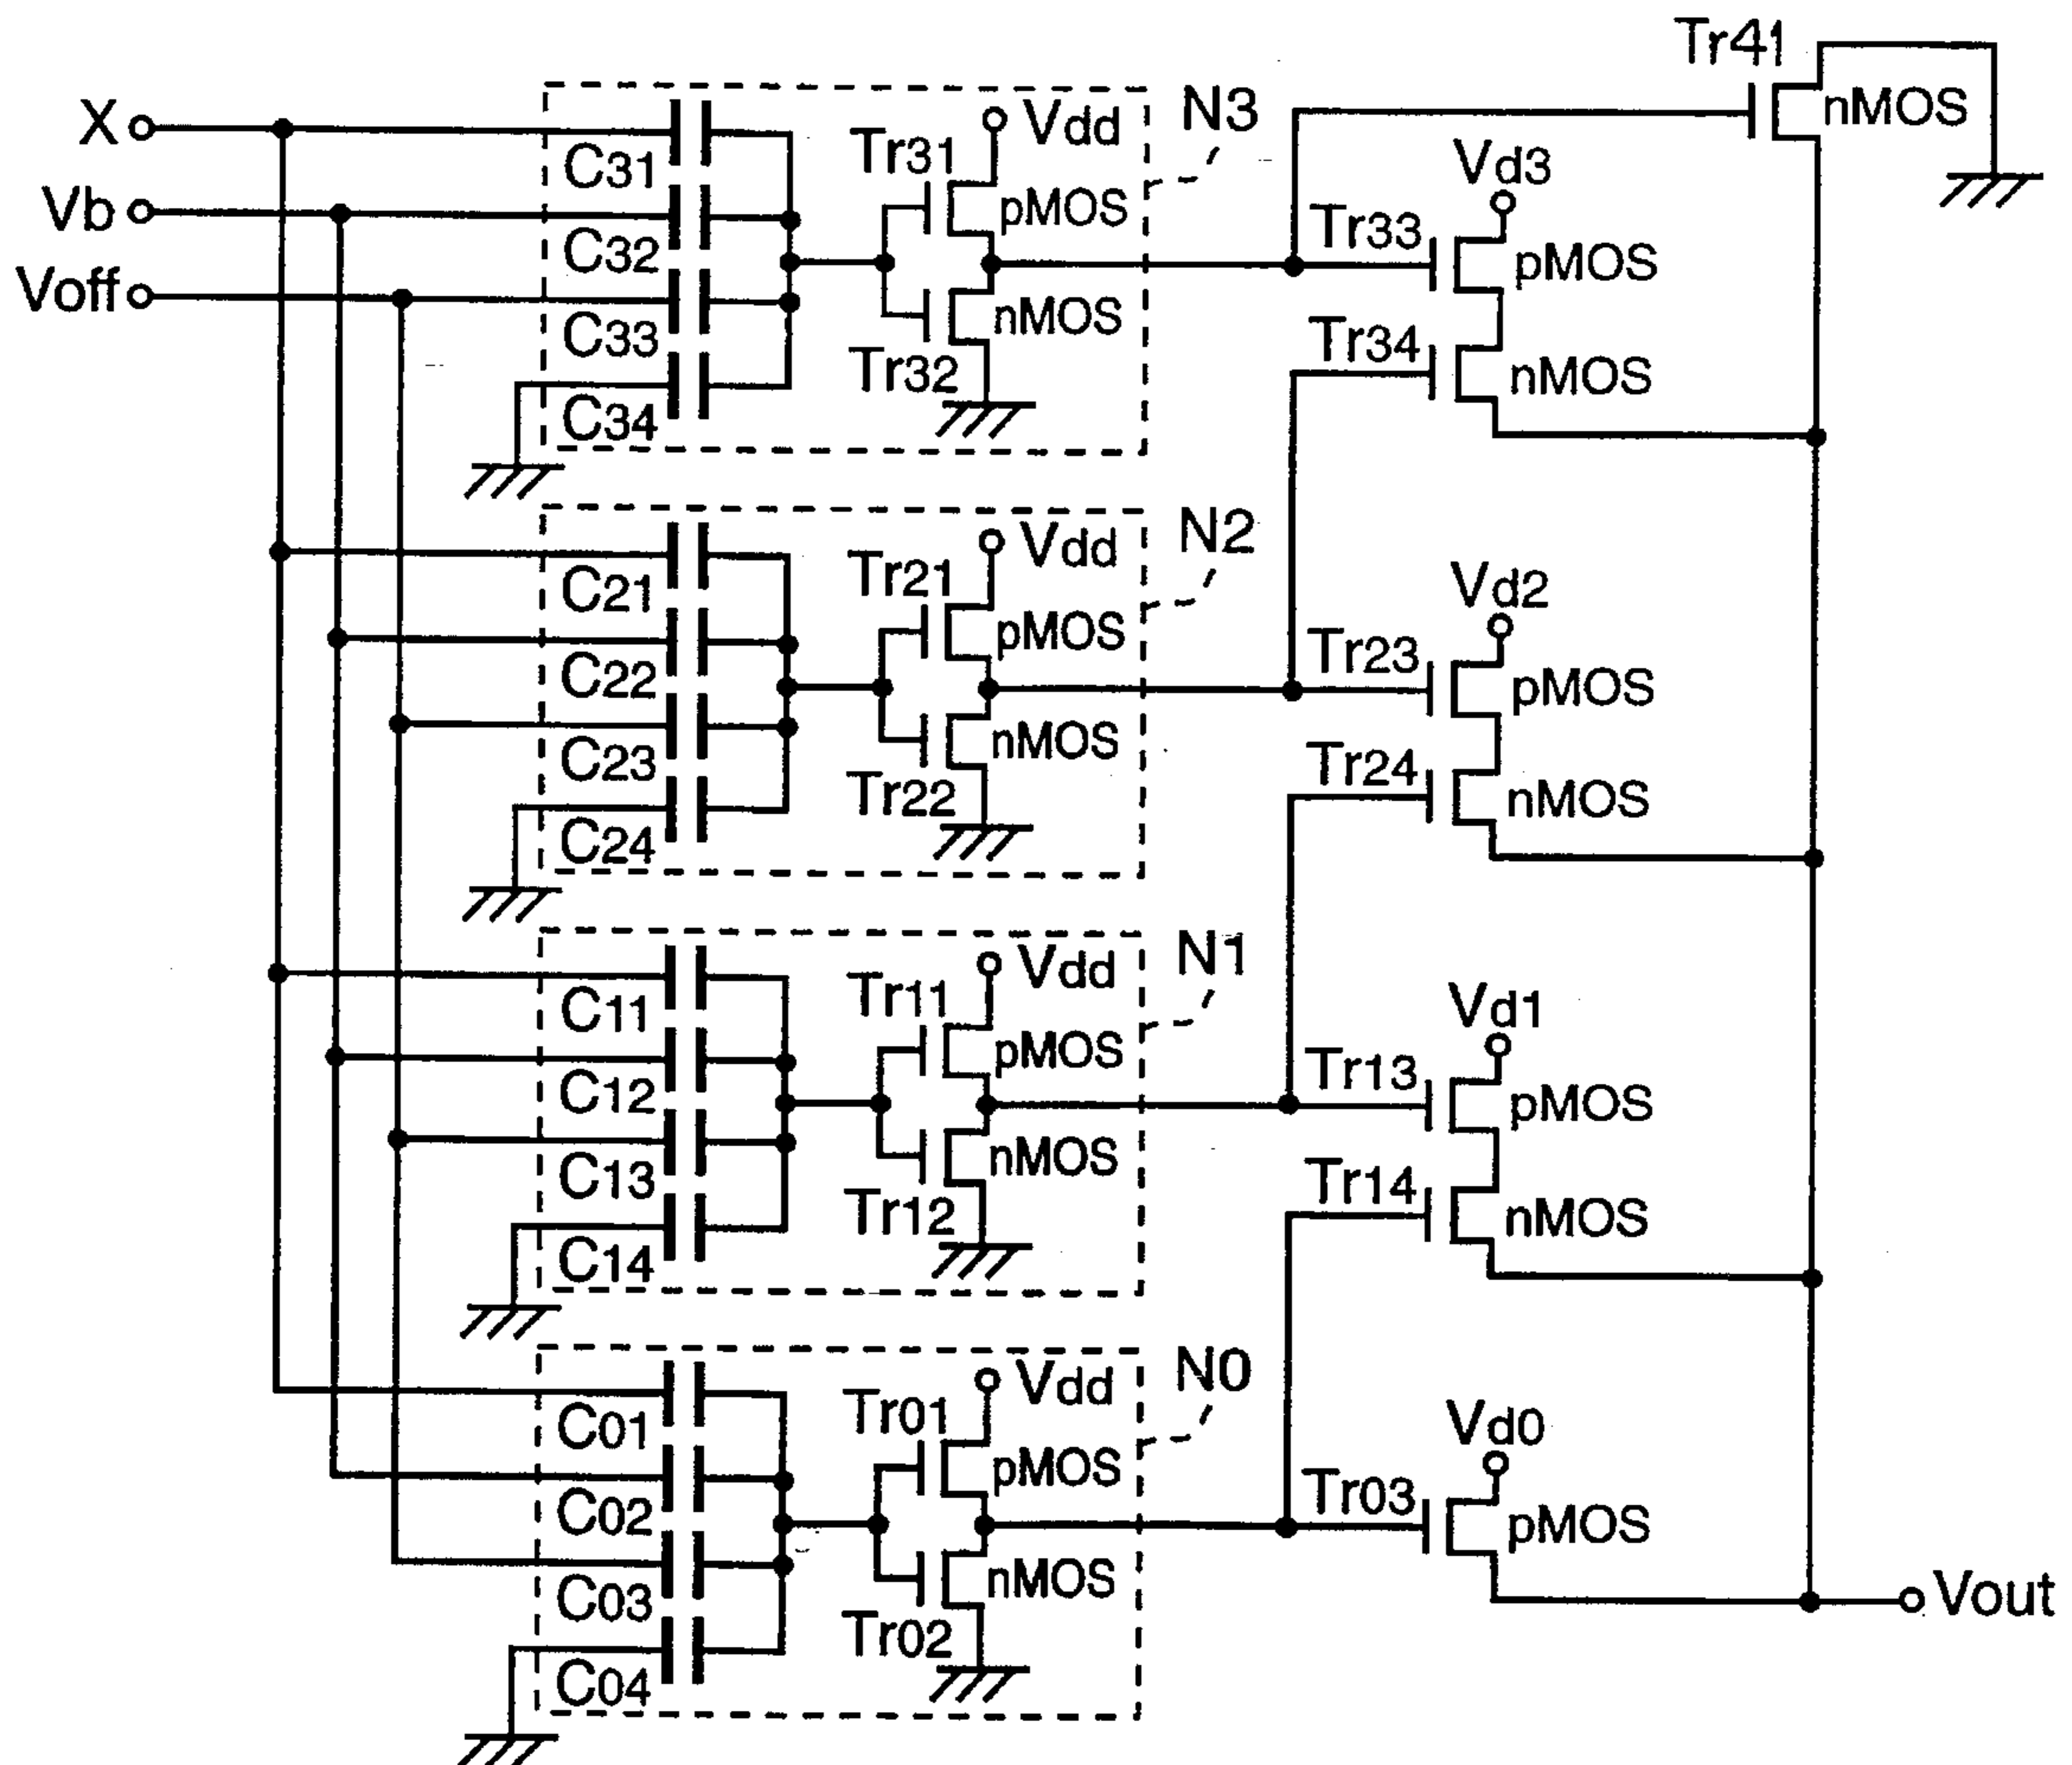 X
Vb
Voff
C31
C32
C33
C34
Tr31
Vdd
pMOS
nMOS
Tr32
N3
Tr41
nMOS
Vd3
Tr33
pMOS
Tr34
nMOS
C21
C22
C23
C24
Tr21
Vdd
pMOS
nMOS
Tr22
N2
Vd2
Tr23
pMOS
Tr24
nMOS
C11
C12
C13
C14
Tr11
Vdd
pMOS
nMOS
Tr12
N1
Vd1
Tr13
pMOS
Tr14
nMOS
C01
C02
C03
C04
Tr01
Vdd
pMOS
nMOS
Tr02
N0
Vd0
Tr03
pMOS
Vout